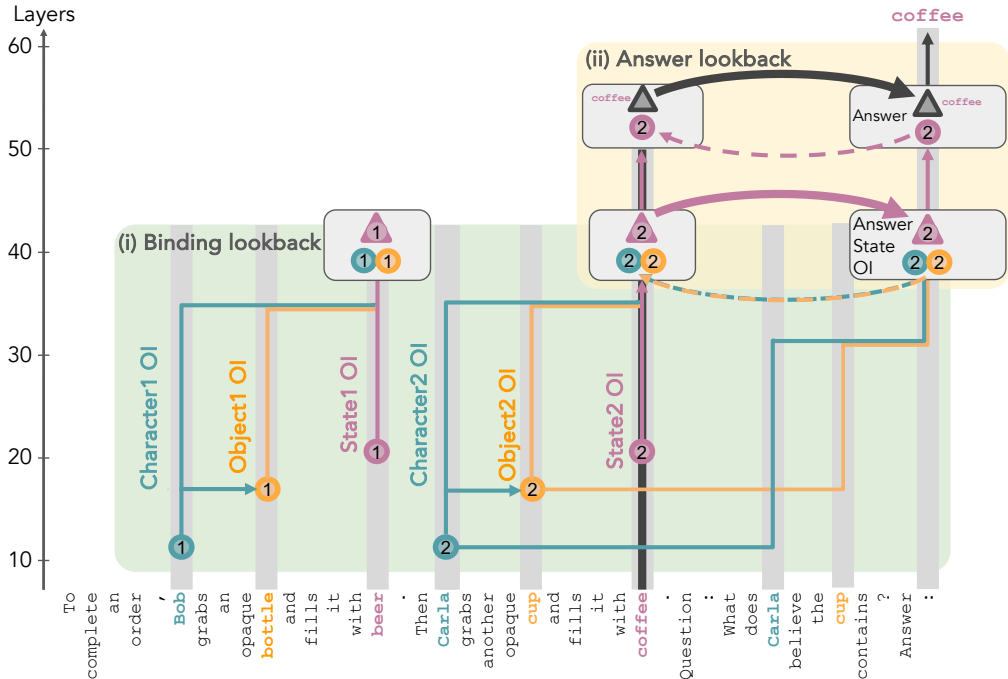 Layers
coffee
60
50
40
30
20
10
(ii) Answer lookback
coffee
2
Answer
coffee
2
(i) Binding lookback
1
1 1
2
2 2
Answer
State
OI
2
2 2
Character1 OI
Object1 OI
State1 OI
Character2 OI
Object2 OI
State2 OI
1
1
1
2
2
2
To complete an order, Bob grabs an opaque bottle and fills it with beer. Then Carla grabs another opaque cup and fills it with coffee. Question: What does Carla believe the cup contains? Answer: